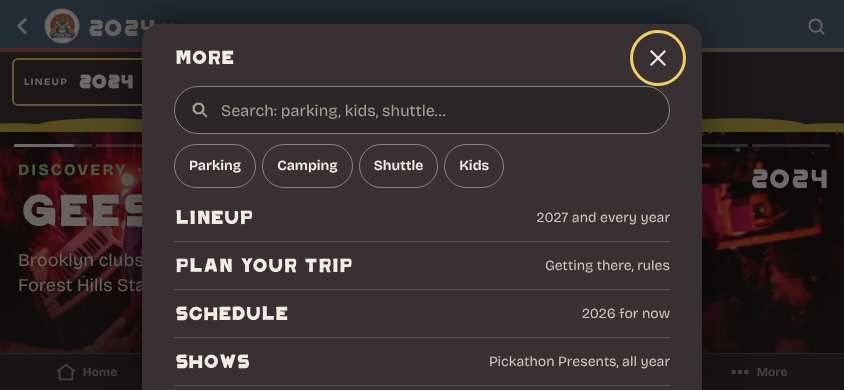 2024
MORE
LINEUP 2024
Search: parking, kids, shuttle...
Parking Camping Shuttle Kids
DISCOVERY
2024
GEES
LINEUP 2027 and every year
Brooklyn clubs
PLAN YOUR TRIP Getting there, rules
Forest Hills Sta
SCHEDULE 2026 for now
SHOWS Pickathon Presents, all year
Home
More